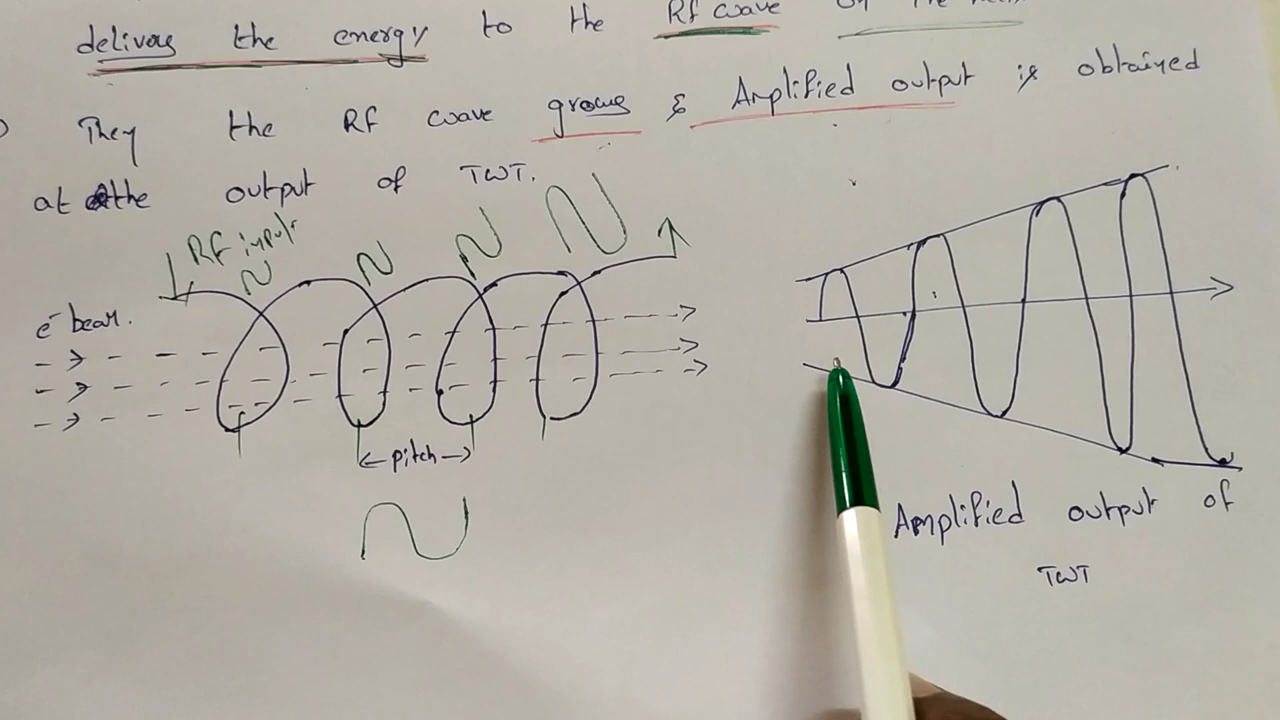 delivers the energy to the Rf wave
They the Rf wave grows & Amplified output is obtained
at the output of TWT.
Rf input
e- beam.
←pitch→
Amplified output of
TWT